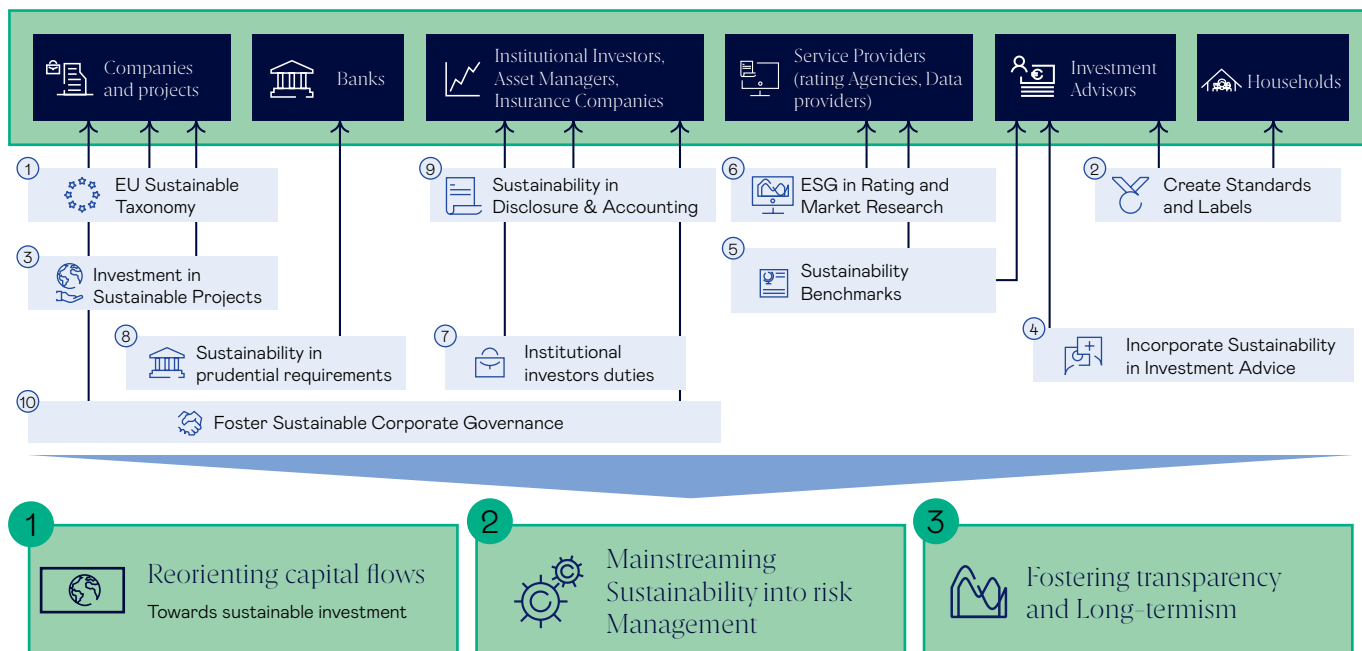 Companies
and projects
Banks
Institutional Investors,
Asset Managers,
Insurance Companies
Service Providers
(rating Agencies, Data
providers)
Investment
Advisors
Households
1
EU Sustainable
Taxonomy
9
Sustainability in
Disclosure & Accounting
6
ESG in Rating and
Market Research
2
Create Standards
and Labels
3
Investment in
Sustainable Projects
5
Sustainability
Benchmarks
8
Sustainability in
prudential requirements
7
Institutional
investors duties
4
Incorporate Sustainability
in Investment Advice
10
Foster Sustainable Corporate Governance
1
Reorienting capital flows
Towards sustainable investment
2
Mainstreaming
Sustainability into risk
Management
3
Fostering transparency
and Long-termism